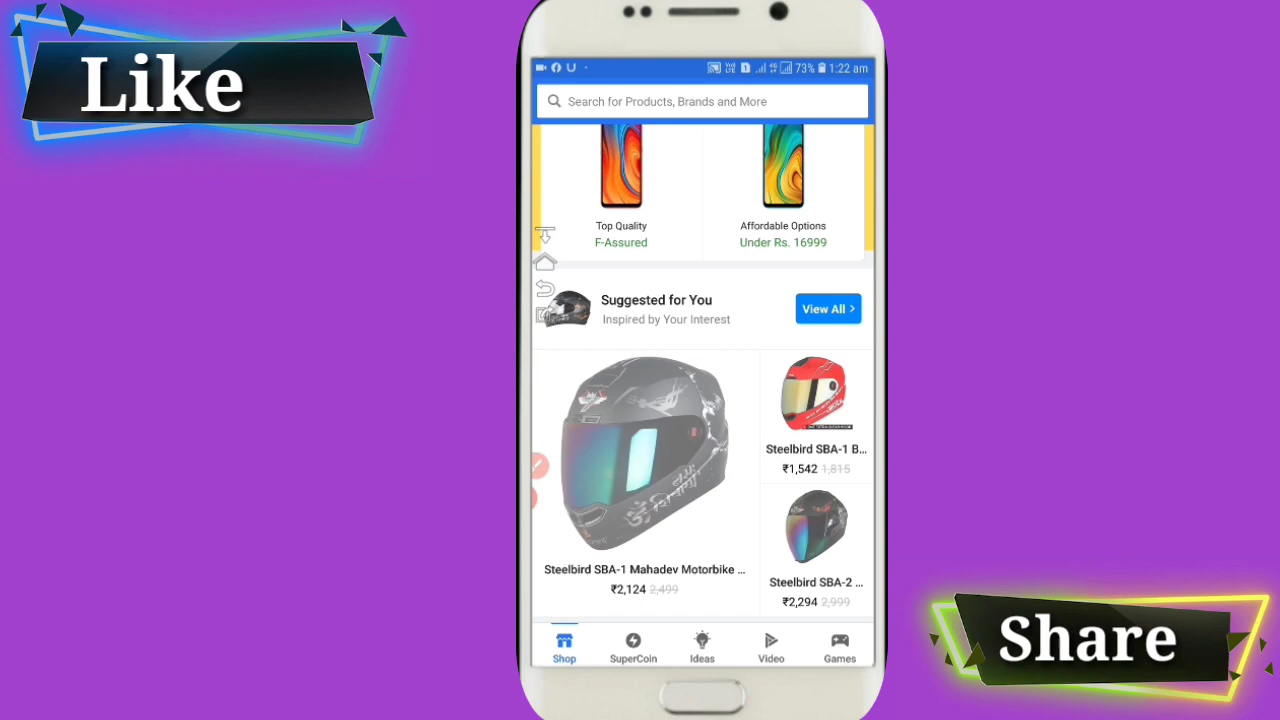 Like
VoLTE 1 4G 73% 1:22 am
Search for Products, Brands and More
Top Quality
F-Assured
Affordable Options
Under Rs. 16999
Suggested for You
Inspired by Your Interest
View All
Steelbird SBA-1 Mahadev Motorbike ...
₹2,124 2,499
Steelbird SBA-1 B...
₹1,542 1,815
Steelbird SBA-2 ...
₹2,294 2,999
Shop
SuperCoin
Ideas
Video
Games
Share